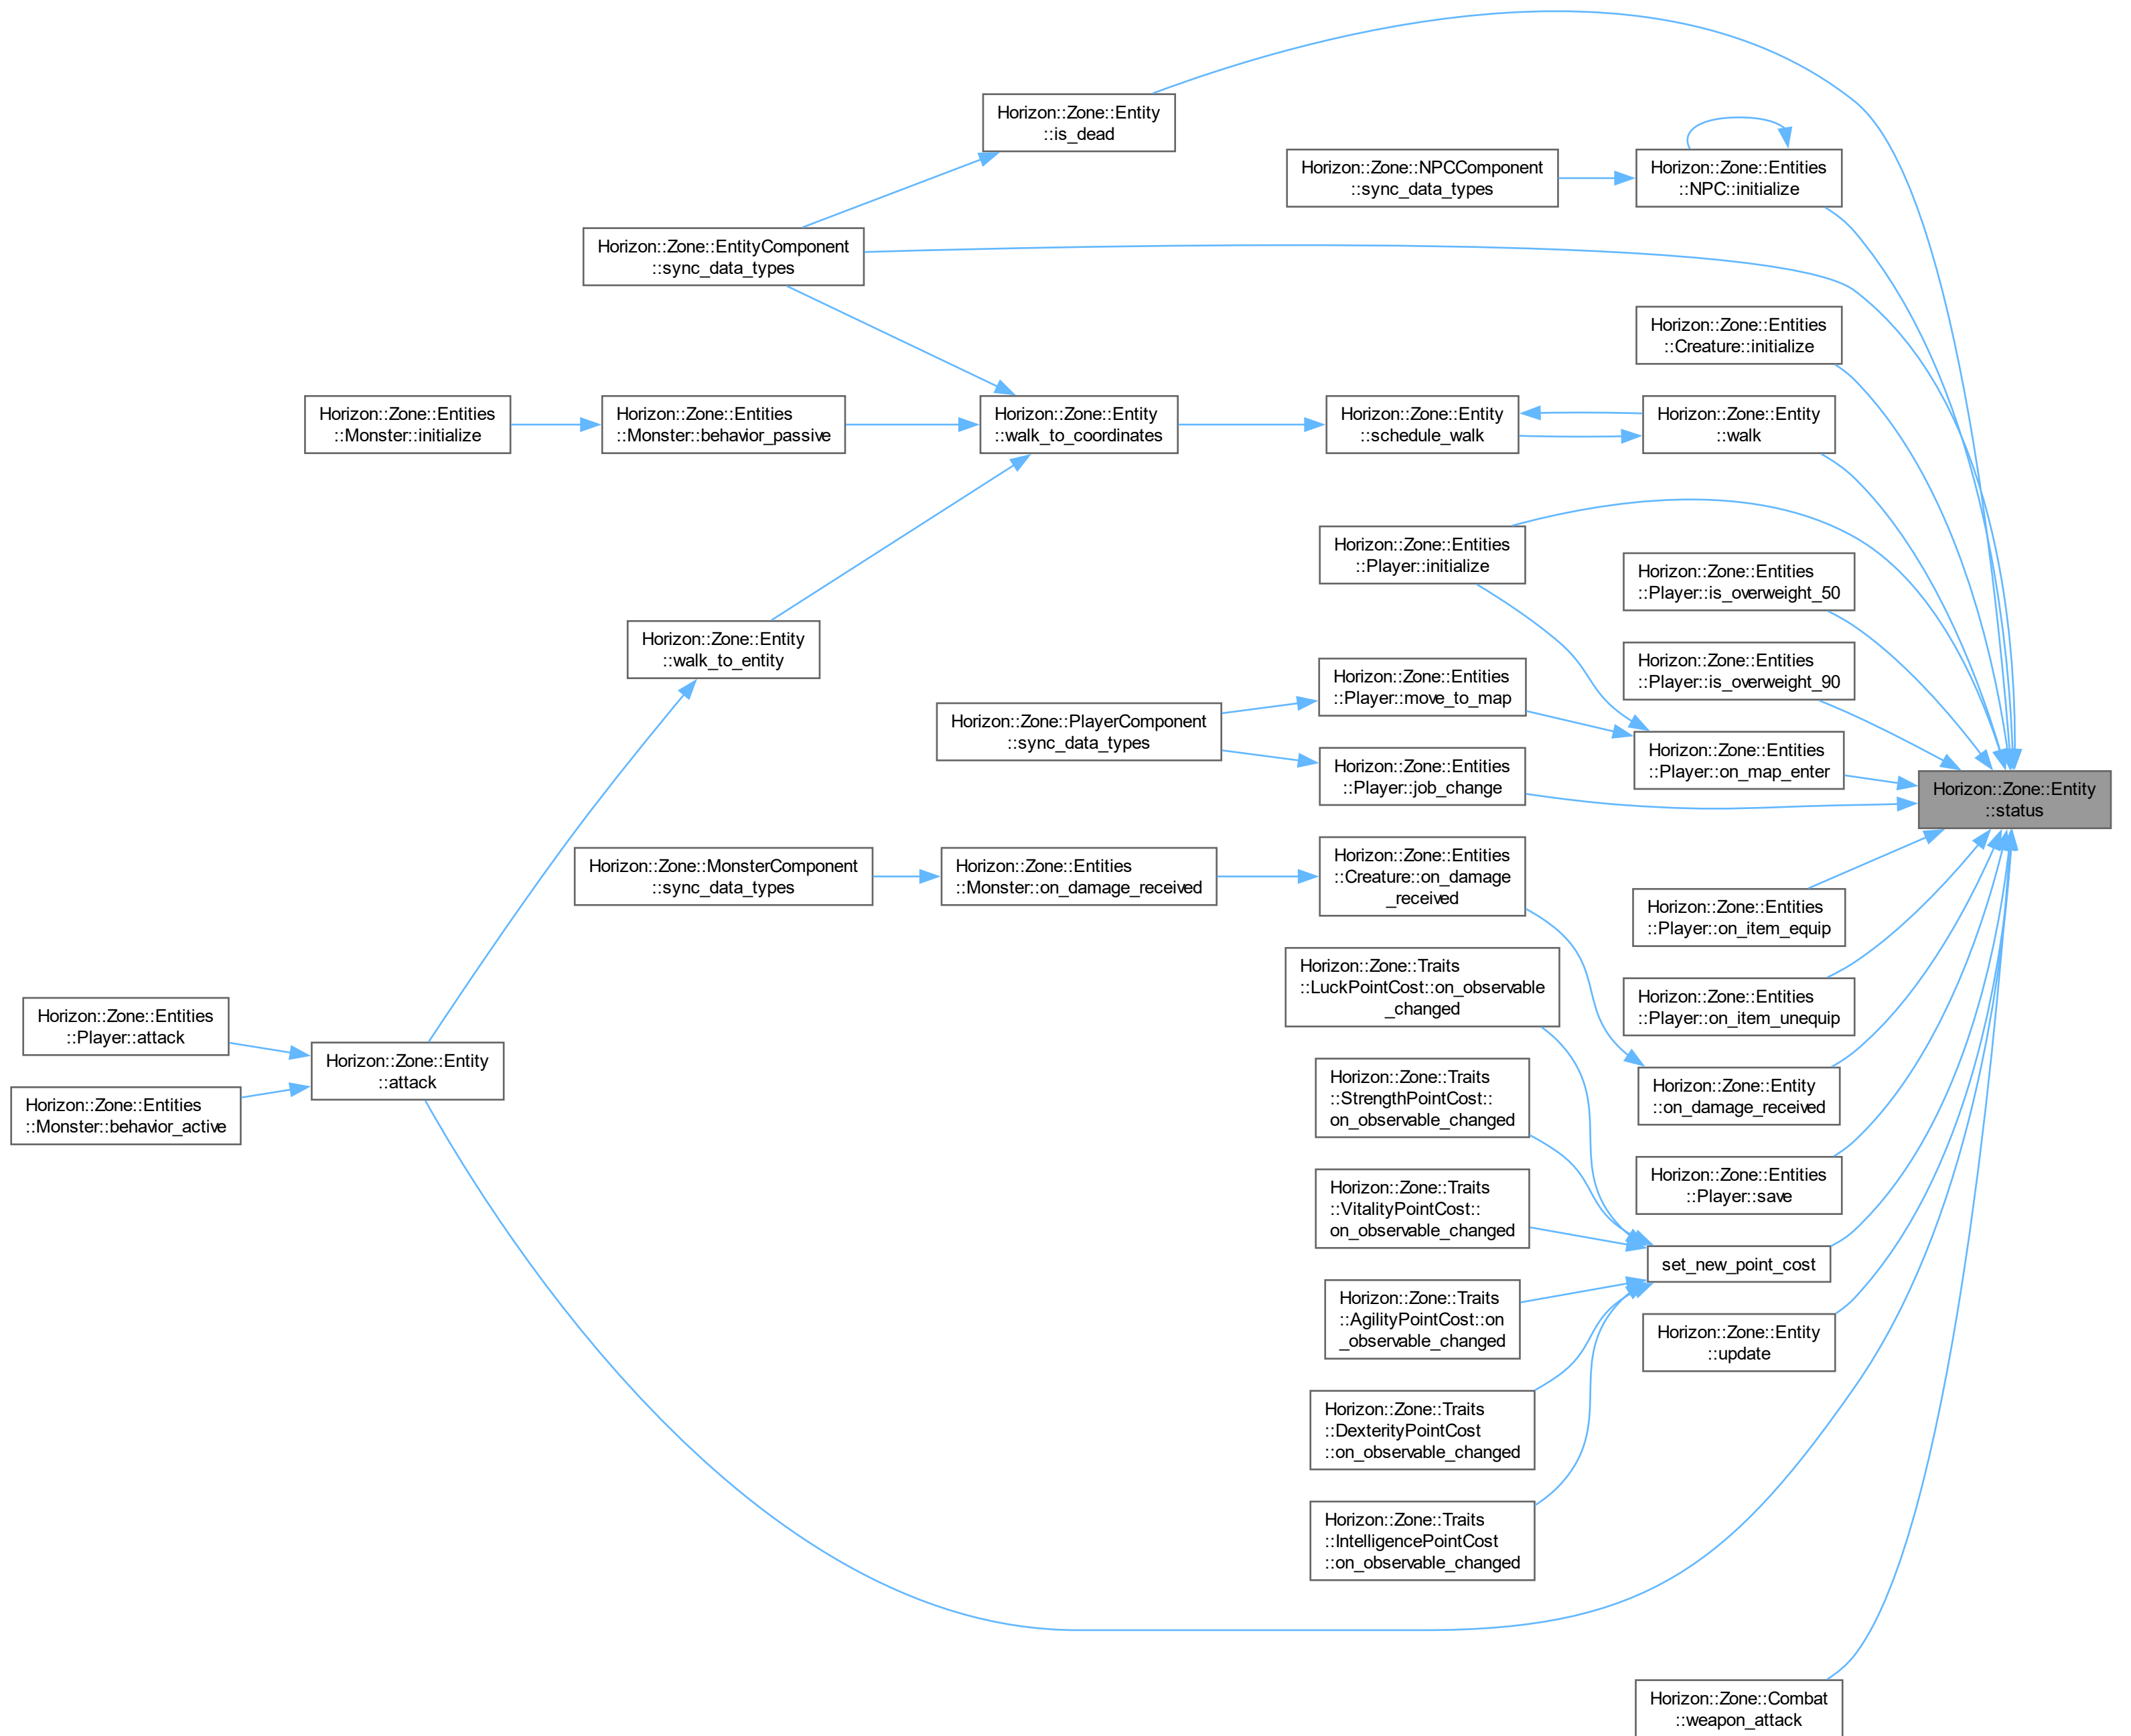 Horizon::Zone::Entity
::is_dead
Horizon::Zone::NPCComponent
::sync_data_types
Horizon::Zone::Entities
::NPC::initialize
Horizon::Zone::EntityComponent
::sync_data_types
Horizon::Zone::Entities
::Creature::initialize
Horizon::Zone::Entities
::Monster::initialize
Horizon::Zone::Entities
::Monster::behavior_passive
Horizon::Zone::Entity
::walk_to_coordinates
Horizon::Zone::Entity
::schedule_walk
Horizon::Zone::Entity
::walk
Horizon::Zone::Entities
::Player::initialize
Horizon::Zone::Entities
::Player::is_overweight_50
Horizon::Zone::Entity
::walk_to_entity
Horizon::Zone::Entities
::Player::is_overweight_90
Horizon::Zone::Entities
::Player::move_to_map
Horizon::Zone::PlayerComponent
::sync_data_types
Horizon::Zone::Entities
::Player::on_map_enter
Horizon::Zone::Entities
::Player::job_change
Horizon::Zone::Entity
::status
Horizon::Zone::MonsterComponent
::sync_data_types
Horizon::Zone::Entities
::Monster::on_damage_received
Horizon::Zone::Entities
::Creature::on_damage
_received
Horizon::Zone::Entities
::Player::on_item_equip
Horizon::Zone::Traits
::LuckPointCost::on_observable
_changed
Horizon::Zone::Entities
::Player::on_item_unequip
Horizon::Zone::Entities
::Player::attack
Horizon::Zone::Entity
::attack
Horizon::Zone::Entities
::Monster::behavior_active
Horizon::Zone::Traits
::StrengthPointCost::
on_observable_changed
Horizon::Zone::Entity
::on_damage_received
Horizon::Zone::Traits
::VitalityPointCost::
on_observable_changed
Horizon::Zone::Entities
::Player::save
set_new_point_cost
Horizon::Zone::Traits
::AgilityPointCost::on
_observable_changed
Horizon::Zone::Entity
::update
Horizon::Zone::Traits
::DexterityPointCost
::on_observable_changed
Horizon::Zone::Traits
::IntelligencePointCost
::on_observable_changed
Horizon::Zone::Combat
::weapon_attack